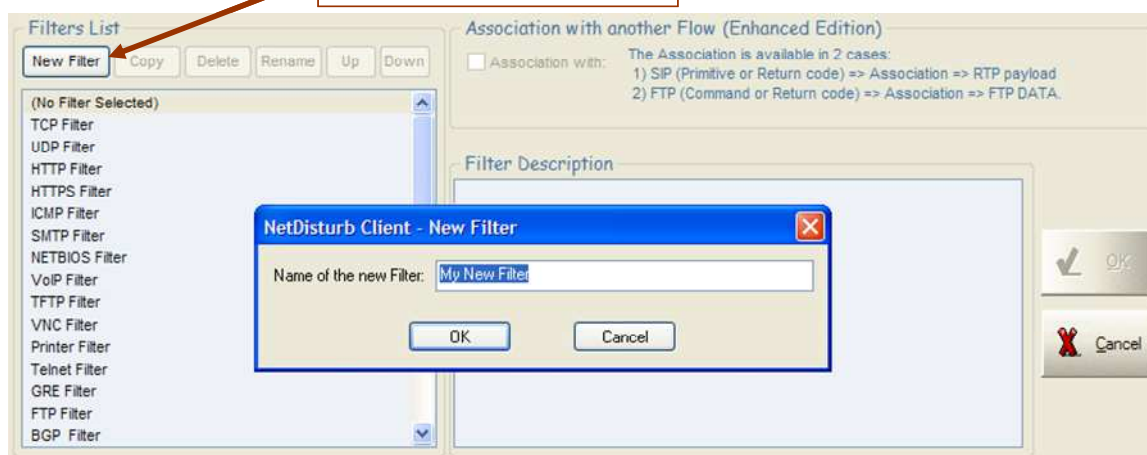 Filters List
New Filter Copy Delete Rename Up Down
(No Filter Selected)
TCP Filter
UDP Filter
HTTP Filter
HTTPS Filter
ICMP Filter
SMTP Filter
NETBIOS Filter
VoIP Filter
TFTP Filter
VNC Filter
Printer Filter
Telnet Filter
GRE Filter
FTP Filter
BGP Filter
Association with another Flow (Enhanced Edition)
Association with:
The Association is available in 2 cases:
1) SIP (Primitive or Return code) => Association => RTP payload
2) FTP (Command or Return code) => Association => FTP DATA.
Filter Description
NetDisturb Client - New Filter
Name of the new Filter: My New Filter
OK Cancel
OK
Cancel